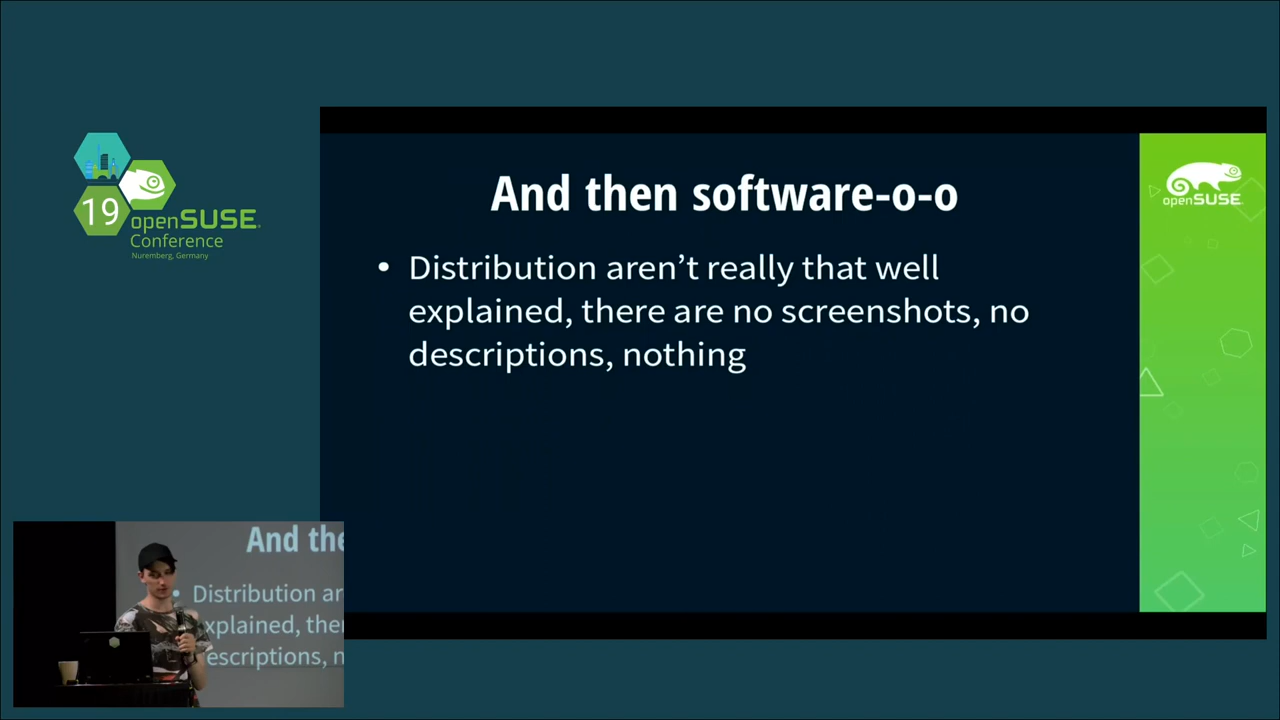 19
openSUSE
Conference
Nuremberg, Germany
And then software-o-o
• Distribution aren’t really that well
explained, there are no screenshots, no
descriptions, nothing
openSUSE
And the
• Distribution ar
xplained, ther
escriptions, n